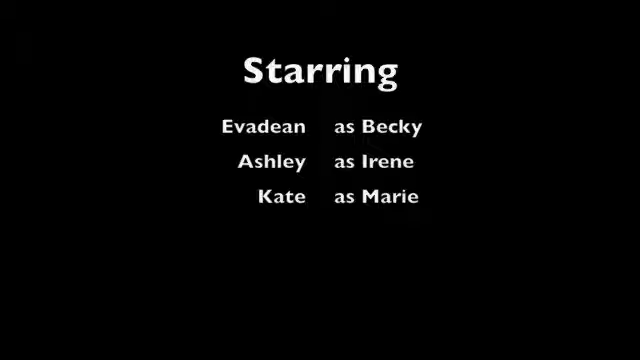 Starring
Evadean as Becky
Ashley as Irene
Kate as Marie